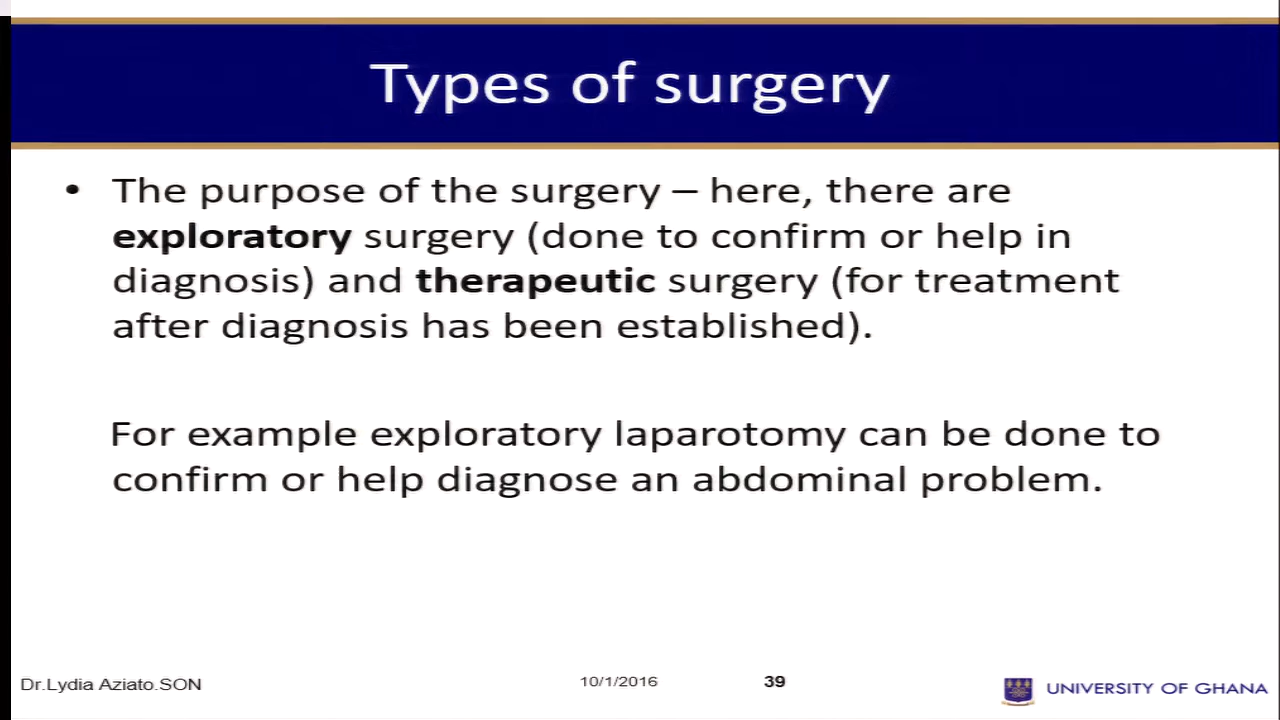 Types of surgery
• The purpose of the surgery – here, there are
exploratory surgery (done to confirm or help in
diagnosis) and therapeutic surgery (for treatment
after diagnosis has been established).
For example exploratory laparotomy can be done to
confirm or help diagnose an abdominal problem.
Dr.Lydia Aziato.SON
10/1/2016
39
UNIVERSITY OF GHANA